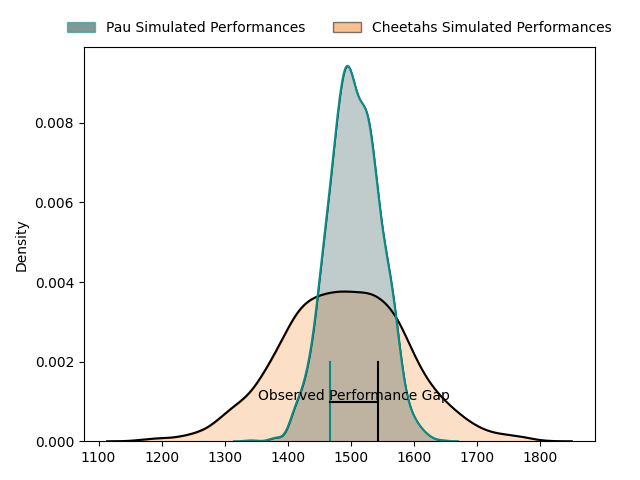 Pau Simulated Performances
Cheetahs Simulated Performances
Density
0.008
0.006
0.004
0.002
0.000
Observed Performance Gap
1100 1200 1300 1400 1500 1600 1700 1800